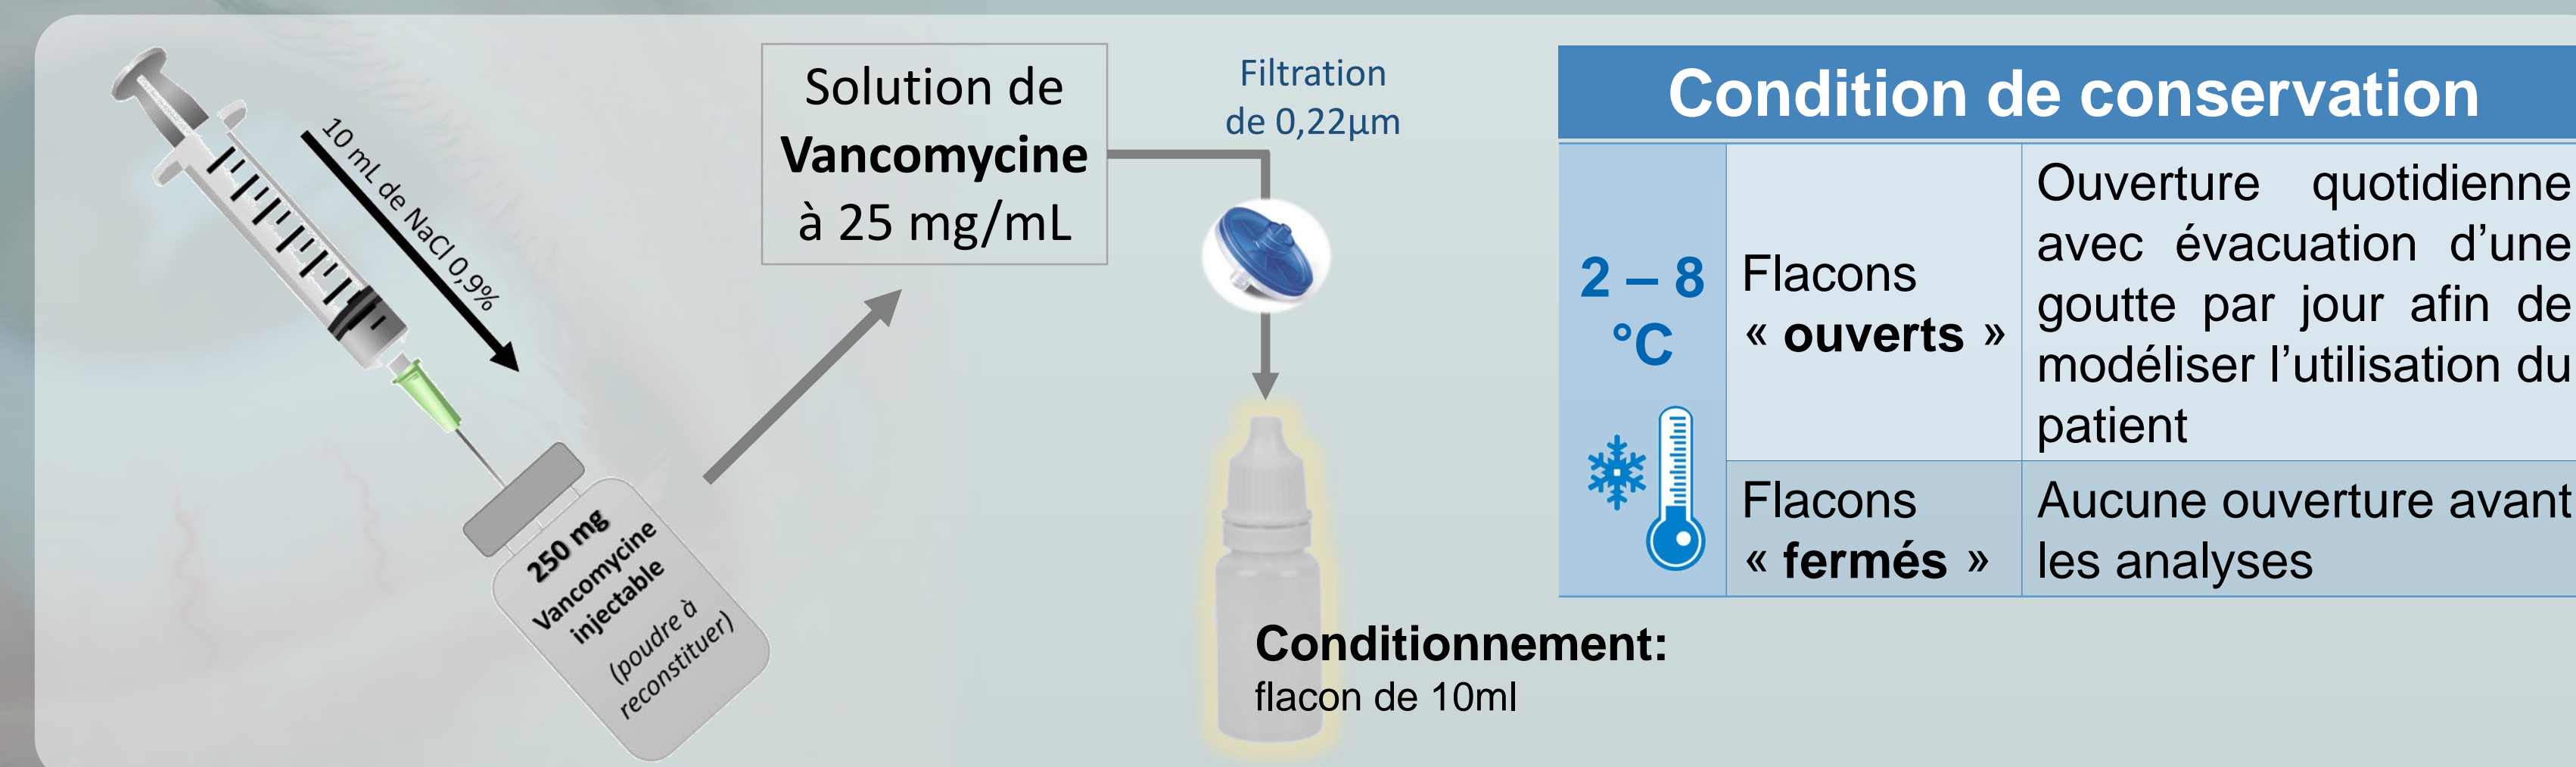 10 mL de NaCl 0,9%
250 mg
Vancomycine
injectable
(poudre à
reconstituer)
Solution de
Vancomycine
à 25 mg/mL
Filtration
de 0,22µm
Conditionnement:
flacon de 10ml
Condition de conservation
2 – 8
°C
Flacons
« ouverts »
Ouverture quotidienne
avec évacuation d’une
goutte par jour afin de
modéliser l’utilisation du
patient
Flacons
« fermés »
Aucune ouverture avant
les analyses